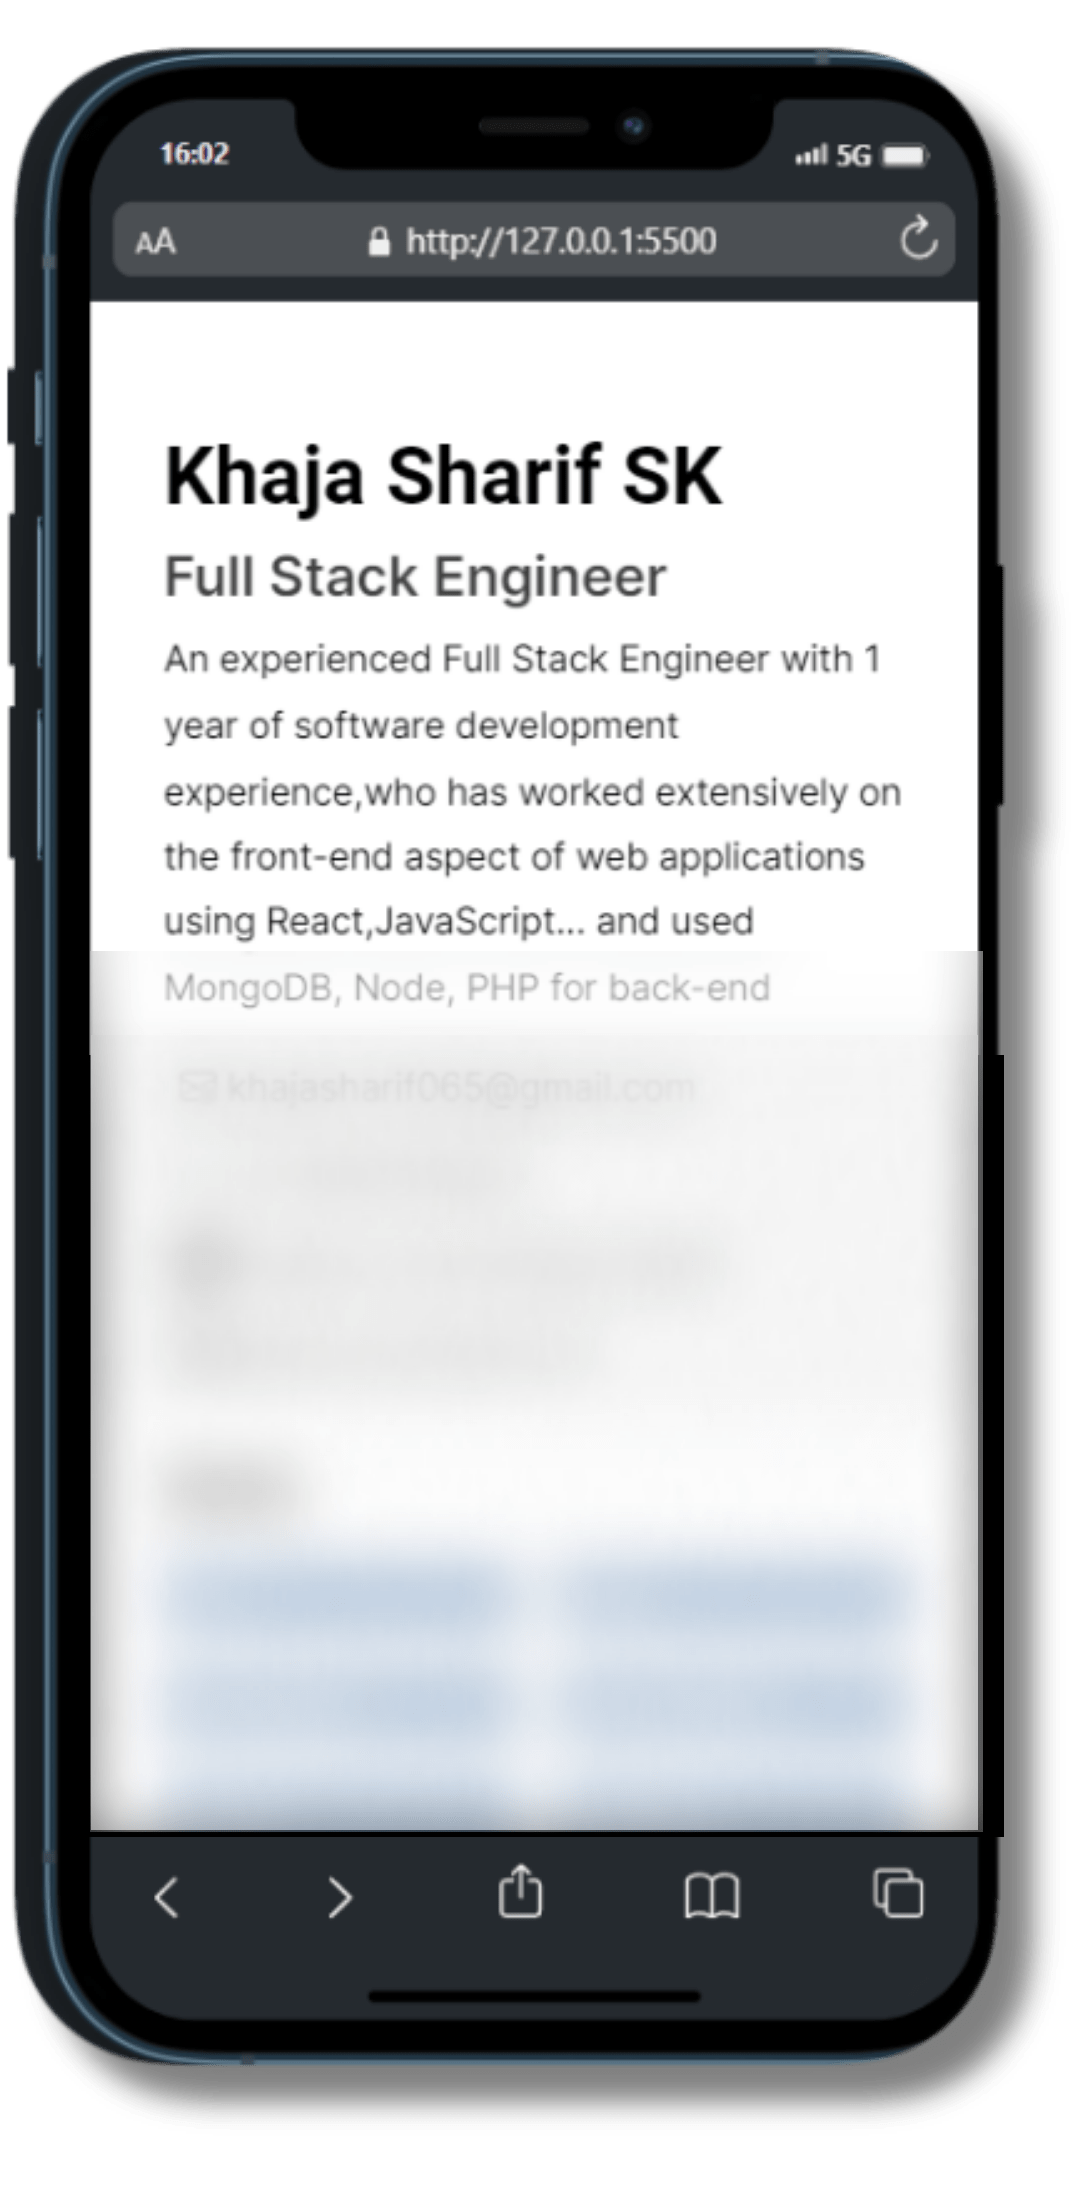 16:02
5G
AA http://127.0.0.1:5500
Khaja Sharif SK
Full Stack Engineer
An experienced Full Stack Engineer with 1
year of software development
experience,who has worked extensively on
the front-end aspect of web applications
using React,JavaScript... and used
MongoDB, Node, PHP for back-end
khajasharif065@gmail.com